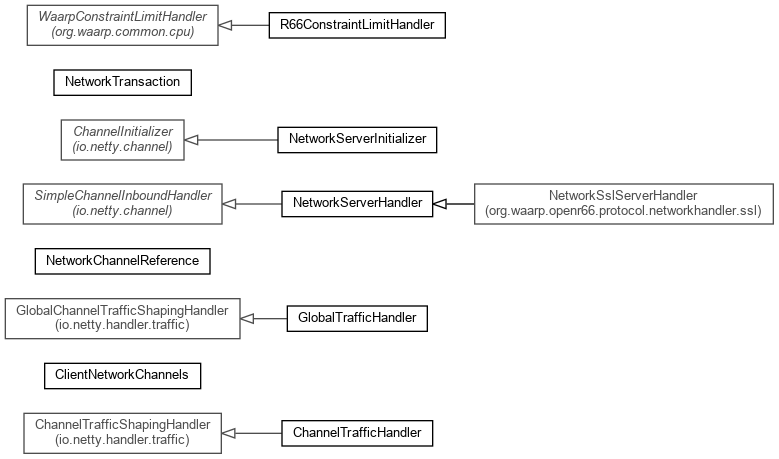 WaarpConstraintLimitHandler
(org.waarp.common.cpu)
R66ConstraintLimitHandler
NetworkTransaction
ChannelInitializer
(io.netty.channel)
NetworkServerInitializer
SimpleChannelInboundHandler
(io.netty.channel)
NetworkServerHandler
NetworkSslServerHandler
(org.waarp.openr66.protocol.networkhandler.ssl)
NetworkChannelReference
GlobalChannelTrafficShapingHandler
(io.netty.handler.traffic)
GlobalTrafficHandler
ClientNetworkChannels
ChannelTrafficShapingHandler
(io.netty.handler.traffic)
ChannelTrafficHandler